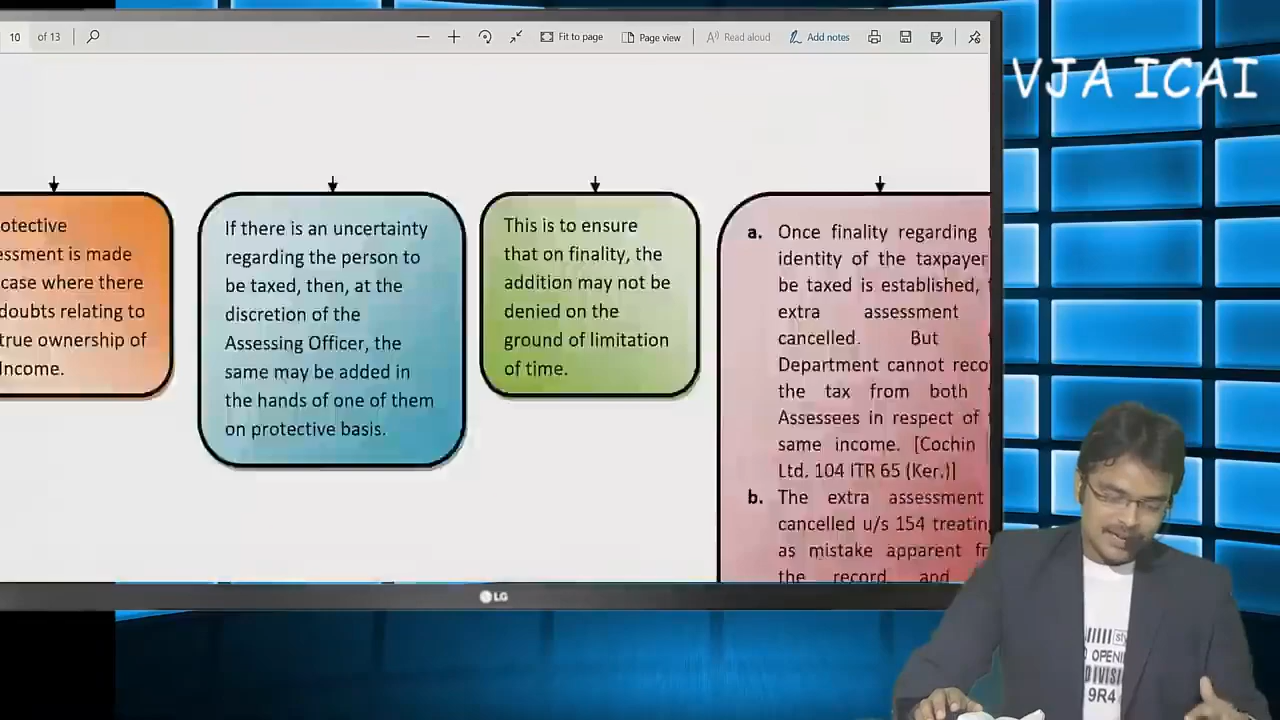 10 of 13
Fit to page
Page view
Read aloud
Add notes
VJA ICAI
otective
essment is made
case where there
doubts relating to
true ownership of
Income.
If there is an uncertainty
regarding the person to
be taxed, then, at the
discretion of the
Assessing Officer, the
same may be added in
the hands of one of them
on protective basis.
This is to ensure
that on finality, the
addition may not be
denied on the
ground of limitation
of time.
a. Once finality regarding
identity of the taxpayer
be taxed is established,
extra assessment
cancelled. But
Department cannot reco
the tax from both
Assessees in respect of
same income. [Cochin
Ltd. 104 ITR 65 (Ker.)]
b. The extra assessment
cancelled u/s 154 treating
as mistake apparent fr
the record and
LG
OPENI
DIVISI
9R4